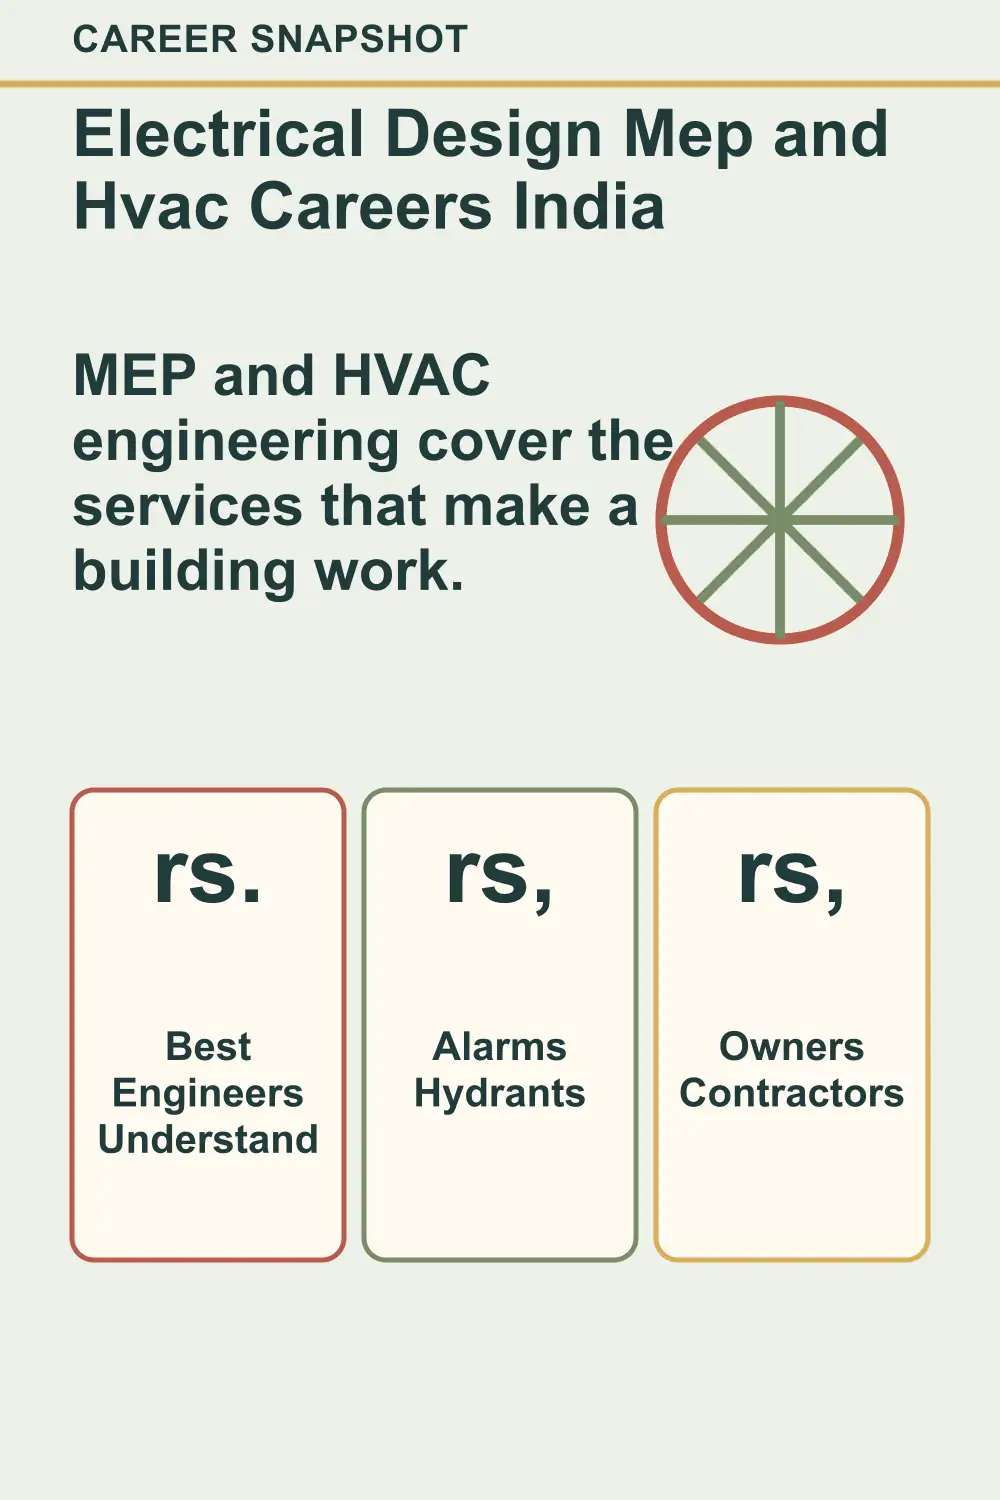 CAREER SNAPSHOT
Electrical Design Mep and
Hvac Careers India
MEP and HVAC
engineering cover the
services that make a
building work.
rs.
Best
Engineers
Understand
rs,
Alarms
Hydrants
rs,
Owners
Contractors